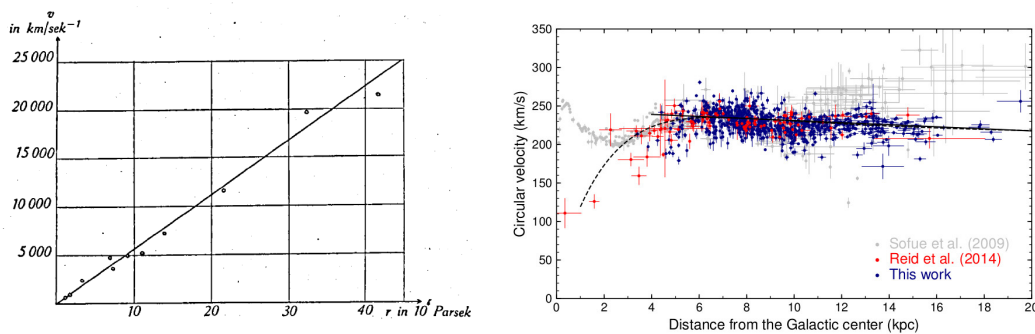 v
in km/sek⁻¹
25 000
20 000
15 000
10 000
5 000
10
20
30
40
r in 10 Parsek
350
300
250
200
150
100
50
0
Circular velocity (km/s)
Sofue et al. (2009)
Reid et al. (2014)
This work
0 2 4 6 8 10 12 14 16 18 20
Distance from the Galactic center (kpc)